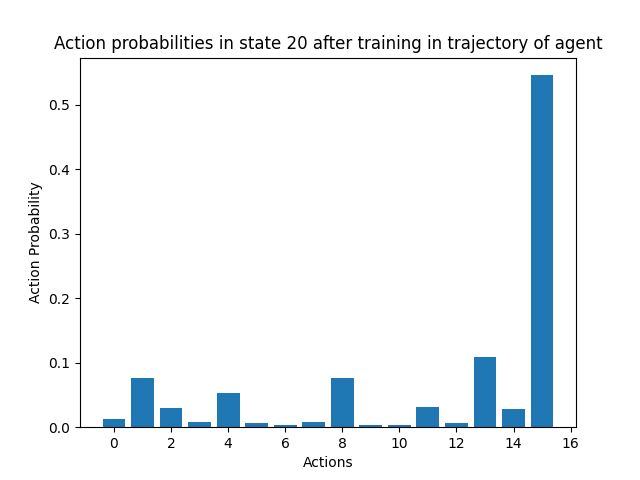 Action probabilities in state 20 after training in trajectory of agent
Action Probability
0.5
0.4
0.3
0.2
0.1
0.0
0 2 4 6 8 10 12 14 16
Actions